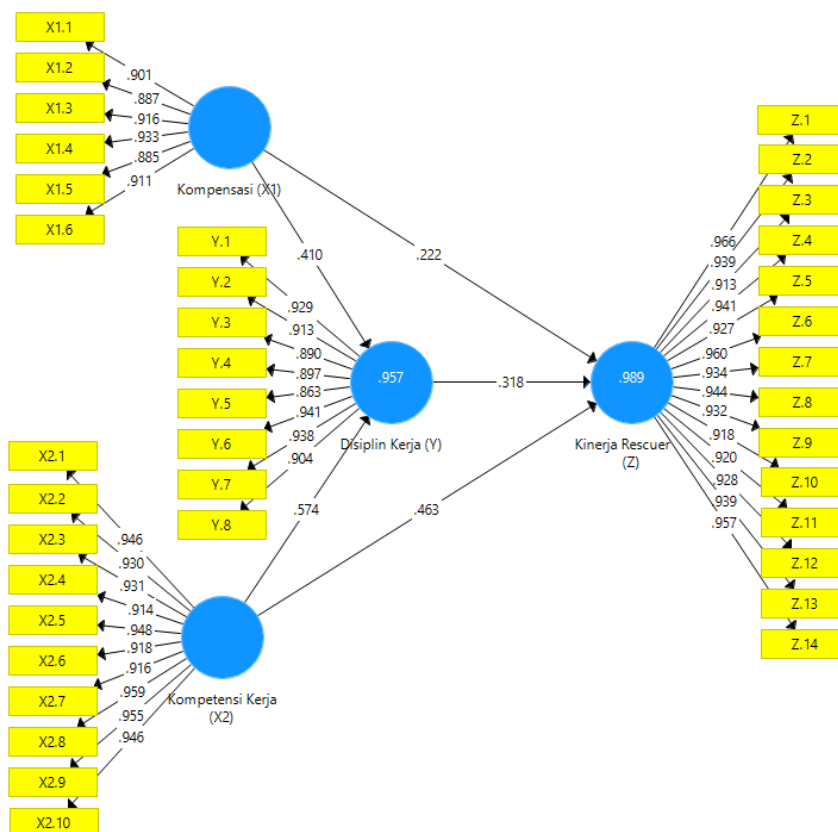 X1.1
X1.2
X1.3
X1.4
X1.5
X1.6
.901
.887
.916
.933
.885
.911
Kompensasi (X1)
.410
.222
Y.1
Y.2
Y.3
Y.4
Y.5
Y.6
Y.7
Y.8
.929
.913
.890
.897
.863
.941
.938
.904
.957
Disiplin Kerja (Y)
.318
.574
.463
X2.1
X2.2
X2.3
X2.4
X2.5
X2.6
X2.7
X2.8
X2.9
X2.10
.946
.930
.931
.914
.948
.918
.916
.959
.955
.946
Kompetensi Kerja
(X2)
.989
Kinerja Rescuer
(Z)
.966
.939
.913
.941
.927
.960
.934
.944
.932
.918
.920
.928
.939
.957
Z.1
Z.2
Z.3
Z.4
Z.5
Z.6
Z.7
Z.8
Z.9
Z.10
Z.11
Z.12
Z.13
Z.14